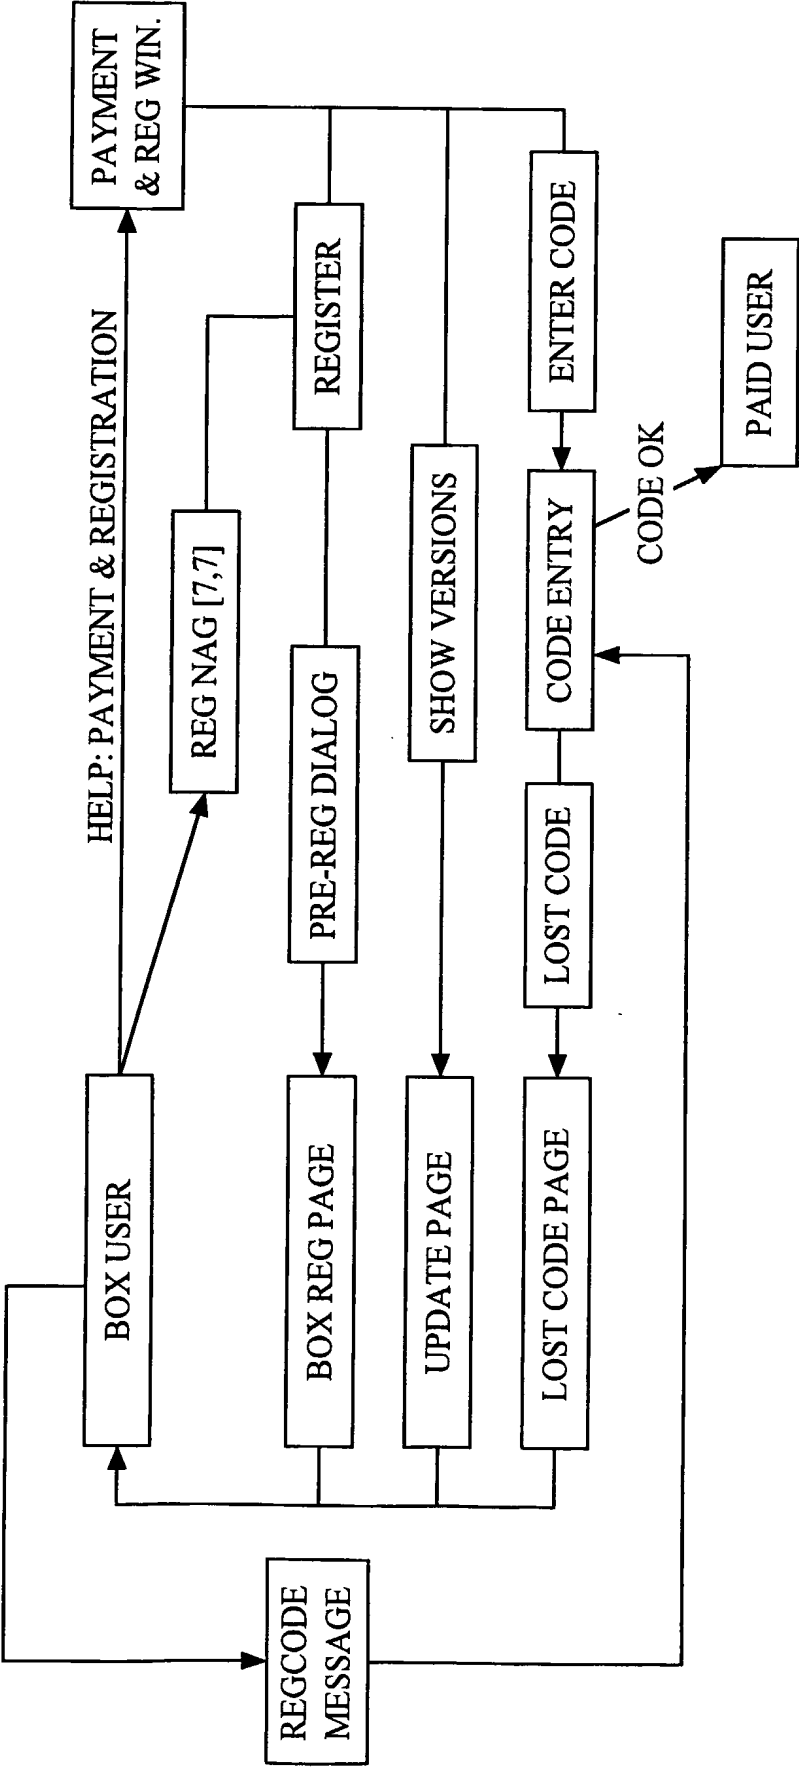 HELP: PAYMENT & REGISTRATION
PAYMENT
& REG WIN.
BOX USER
REG NAG [7,7]
REGCODE
MESSAGE
BOX REG PAGE
PRE-REG DIALOG
REGISTER
UPDATE PAGE
SHOW VERSIONS
LOST CODE PAGE
LOST CODE
CODE ENTRY
ENTER CODE
CODE OK
PAID USER